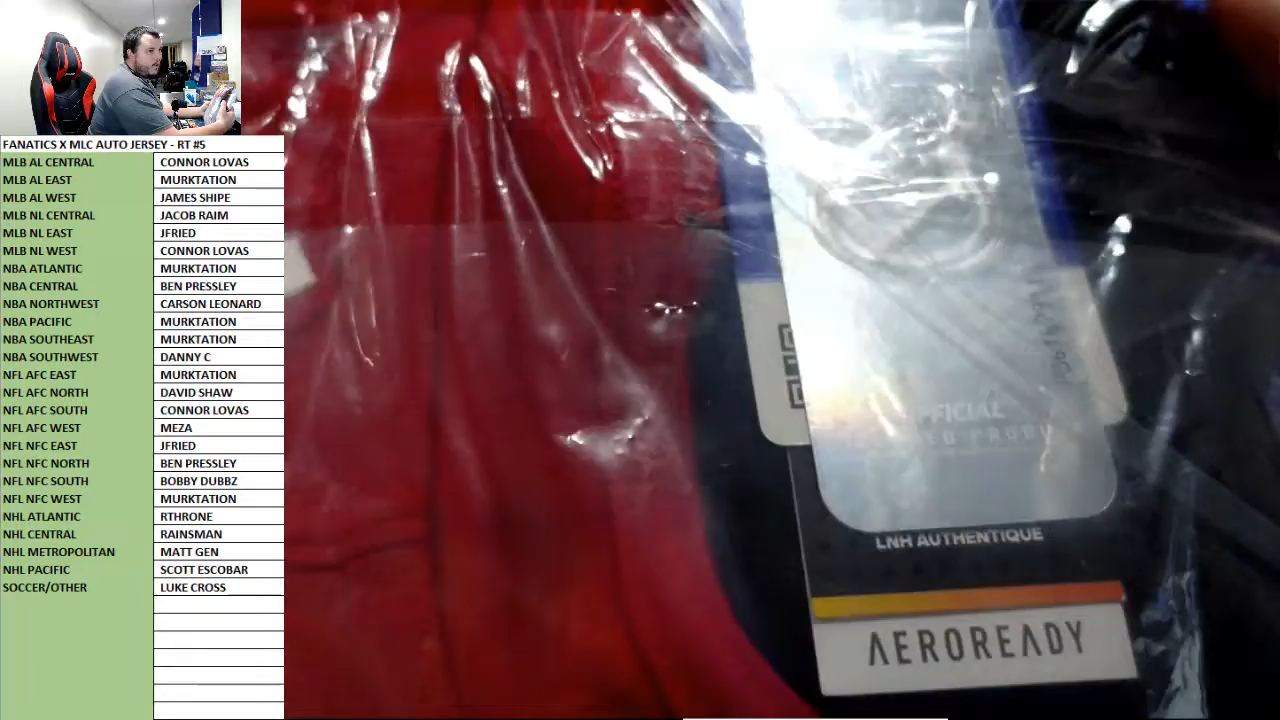 FANATICS X MLC AUTO JERSEY - RT #5
MLB AL CENTRAL CONNOR LOVAS
MLB AL EAST MURKTATION
MLB AL WEST JAMES SHIPE
MLB NL CENTRAL JACOB RAIM
MLB NL EAST JFRIED
MLB NL WEST CONNOR LOVAS
NBA ATLANTIC MURKTATION
NBA CENTRAL BEN PRESSLEY
NBA NORTHWEST CARSON LEONARD
NBA PACIFIC MURKTATION
NBA SOUTHEAST MURKTATION
NBA SOUTHWEST DANNY C
NFL AFC EAST MURKTATION
NFL AFC NORTH DAVID SHAW
NFL AFC SOUTH CONNOR LOVAS
NFL AFC WEST MEZA
NFL NFC EAST JFRIED
NFL NFC NORTH BEN PRESSLEY
NFL NFC SOUTH BOBBY DUBBZ
NFL NFC WEST MURKTATION
NHL ATLANTIC RTHRONE
NHL CENTRAL RAINSMAN
NHL METROPOLITAN MATT GEN
NHL PACIFIC SCOTT ESCOBAR
SOCCER/OTHER LUKE CROSS
LNH AUTHENTIQUE
AEROREADY